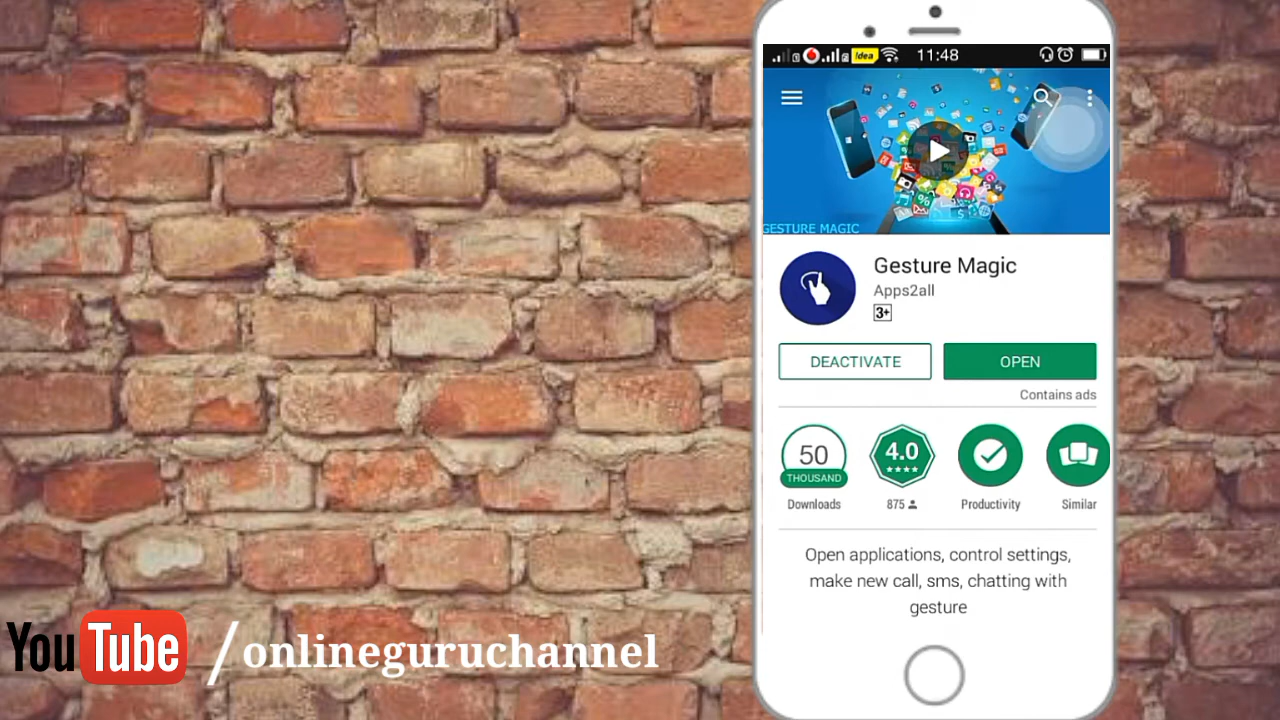 idea 11:48
GESTURE MAGIC
Gesture Magic
Apps2all
3+
DEACTIVATE OPEN
Contains ads
50 4.0
THOUSAND
Downloads 875 Productivity Similar
Open applications, control settings,
make new call, sms, chatting with
gesture
YouTube /onlineguruchannel